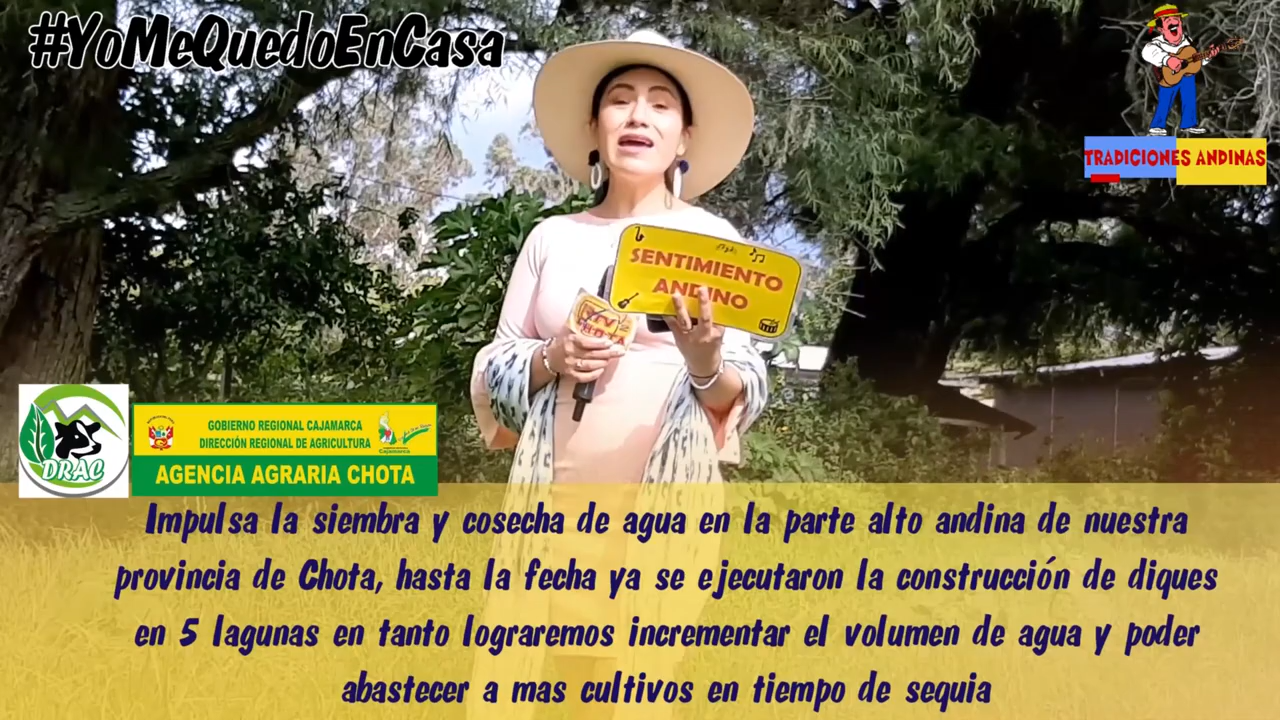 #YoMeQuedoEnCasa
TRADICIONES ANDINAS
SENTIMIENTO
ANDINO
DRAC
GOBIERNO REGIONAL CAJAMARCA
DIRECCIÓN REGIONAL DE AGRICULTURA
Cajamarca
AGENCIA AGRARIA CHOTA
Impulsa la siembra y cosecha de agua en la parte alto andina de nuestra
provincia de Chota, hasta la fecha ya se ejecutaron la construcción de diques
en 5 lagunas en tanto lograremos incrementar el volumen de agua y poder
abastecer a mas cultivos en tiempo de sequia